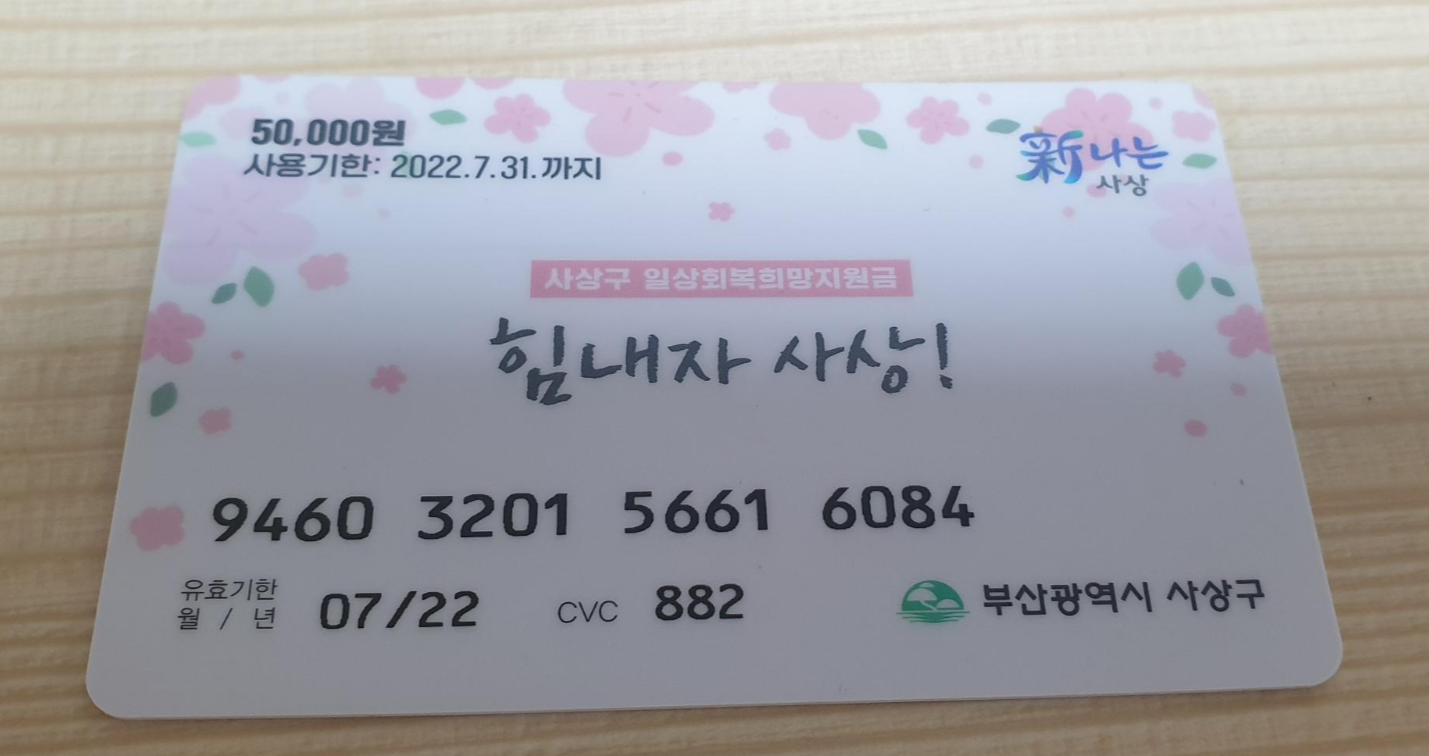 50,000원
사용기한: 2022.7.31.까지
新나는
사상
사상구 일상회복희망지원금
힘내자 사상!
9460 3201 5661 6084
유효기한
월 / 년 07/22 CVC 882
부산광역시 사상구